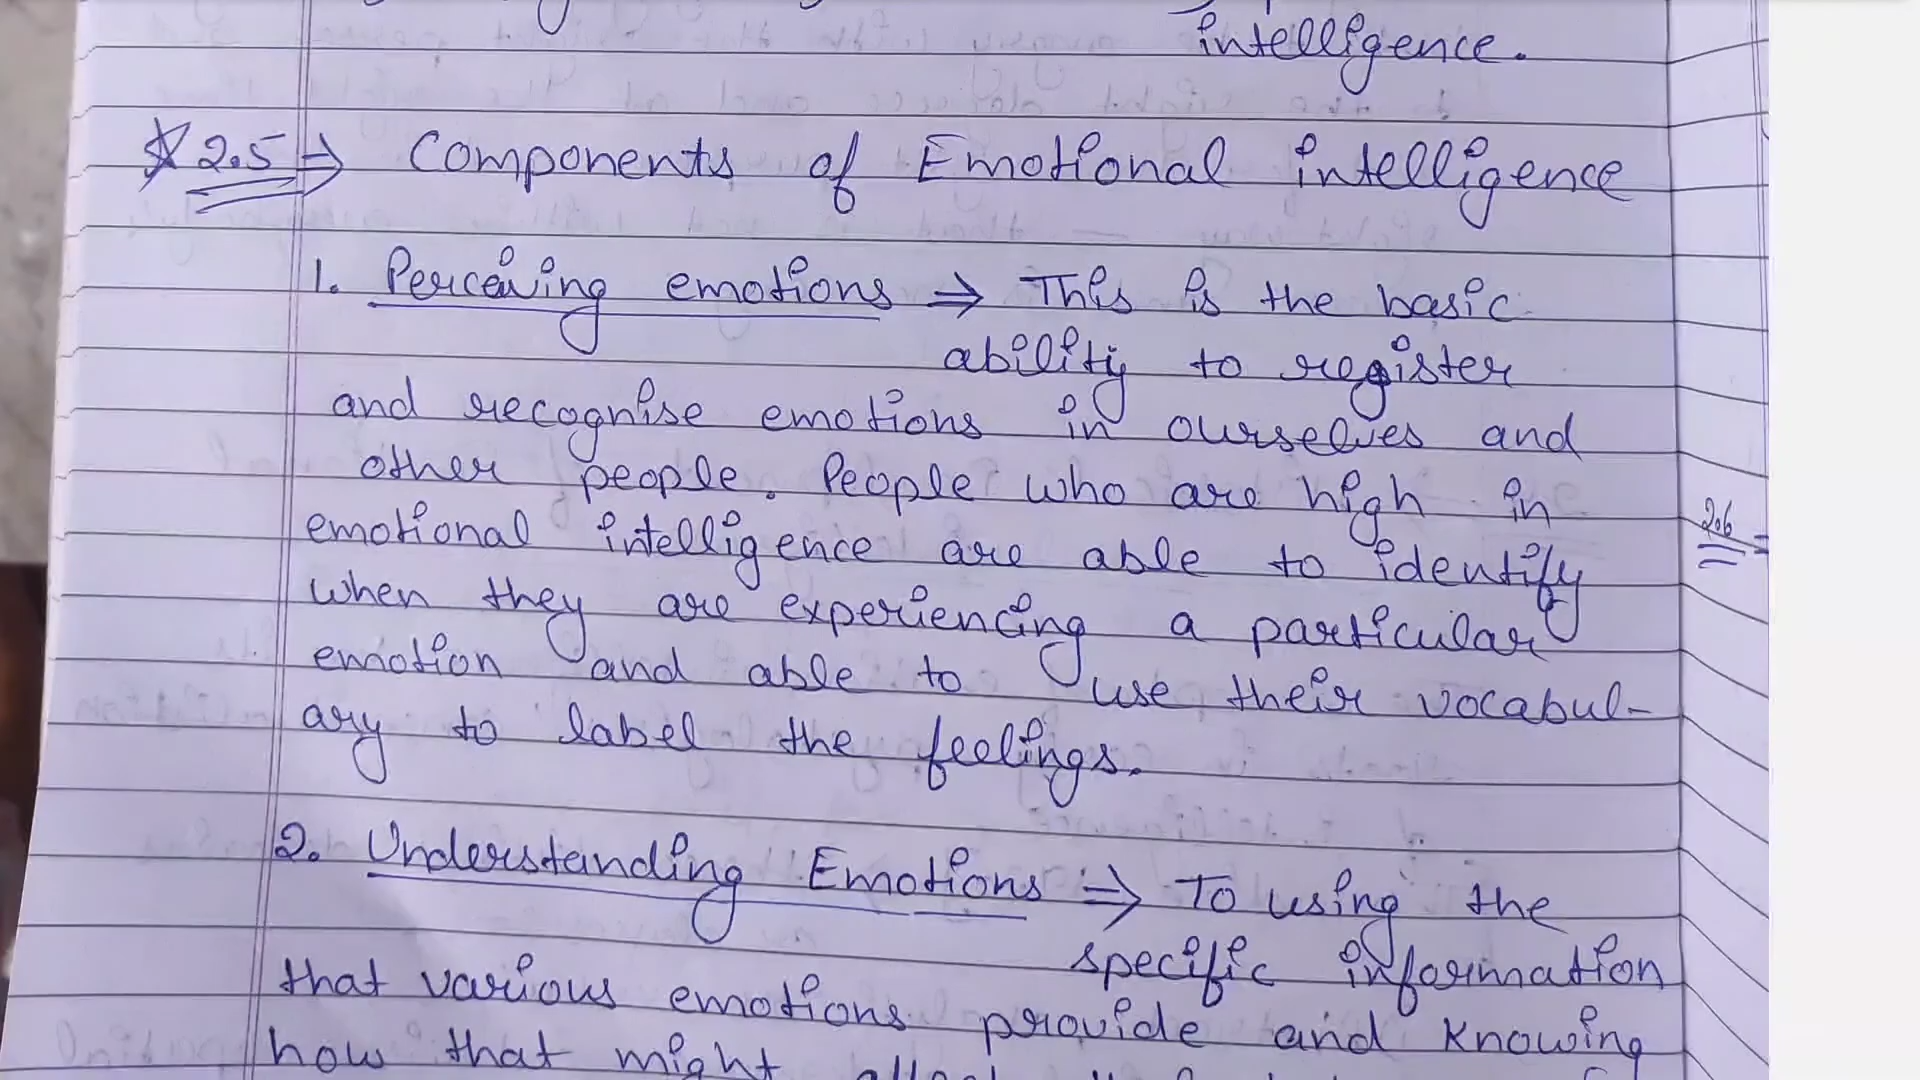 intelligence.
2.5 ⇒ Components of Emotional intelligence
1. Perceiving emotions ⇒ This is the basic
ability to register
and recognise emotions in ourselves and
other people. People who are high in
emotional intelligence are able to identify
when they are experiencing a particular
emotion and able to use their vocabul-
ary to label the feelings.
2.6 =
2. Understanding Emotions ⇒ To using the
specific information
that various emotions provide and knowing
how that might